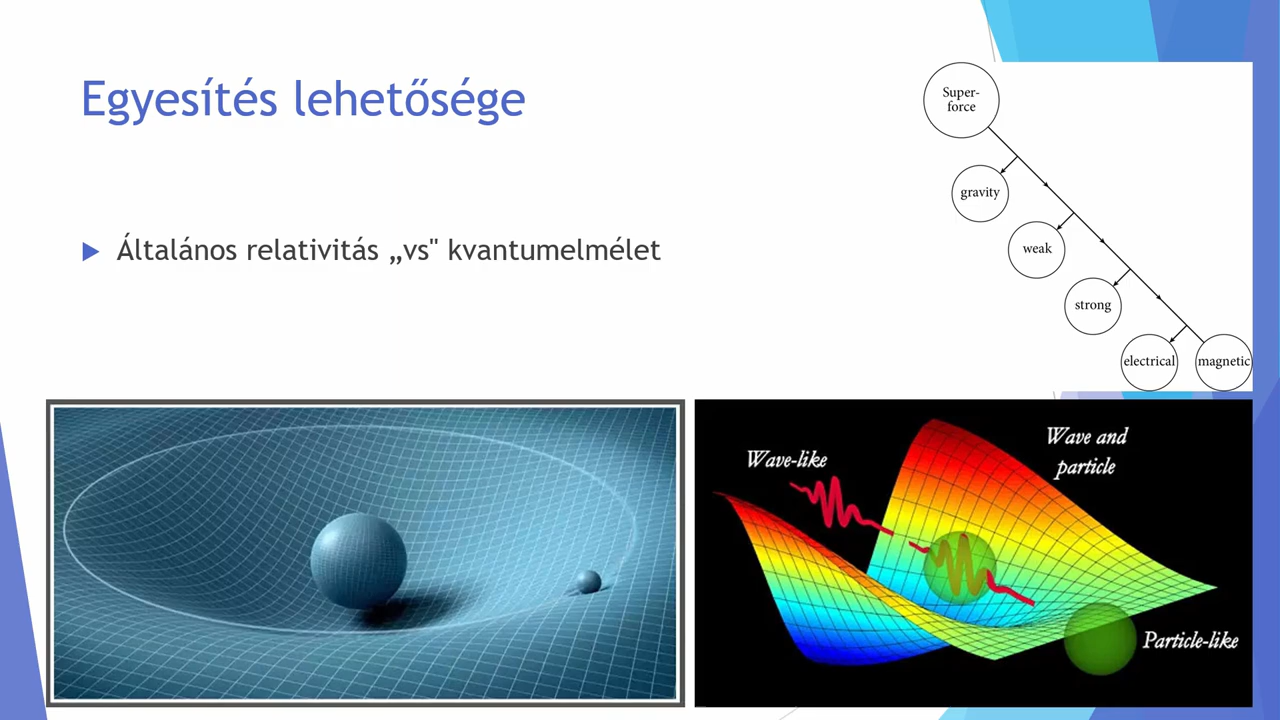 Egyesítés lehetősége
Általános relativitás „vs" kvantumelmélet
Super-
force
gravity
weak
strong
electrical
magnetic
Wave-like
Wave and
particle
Particle-like